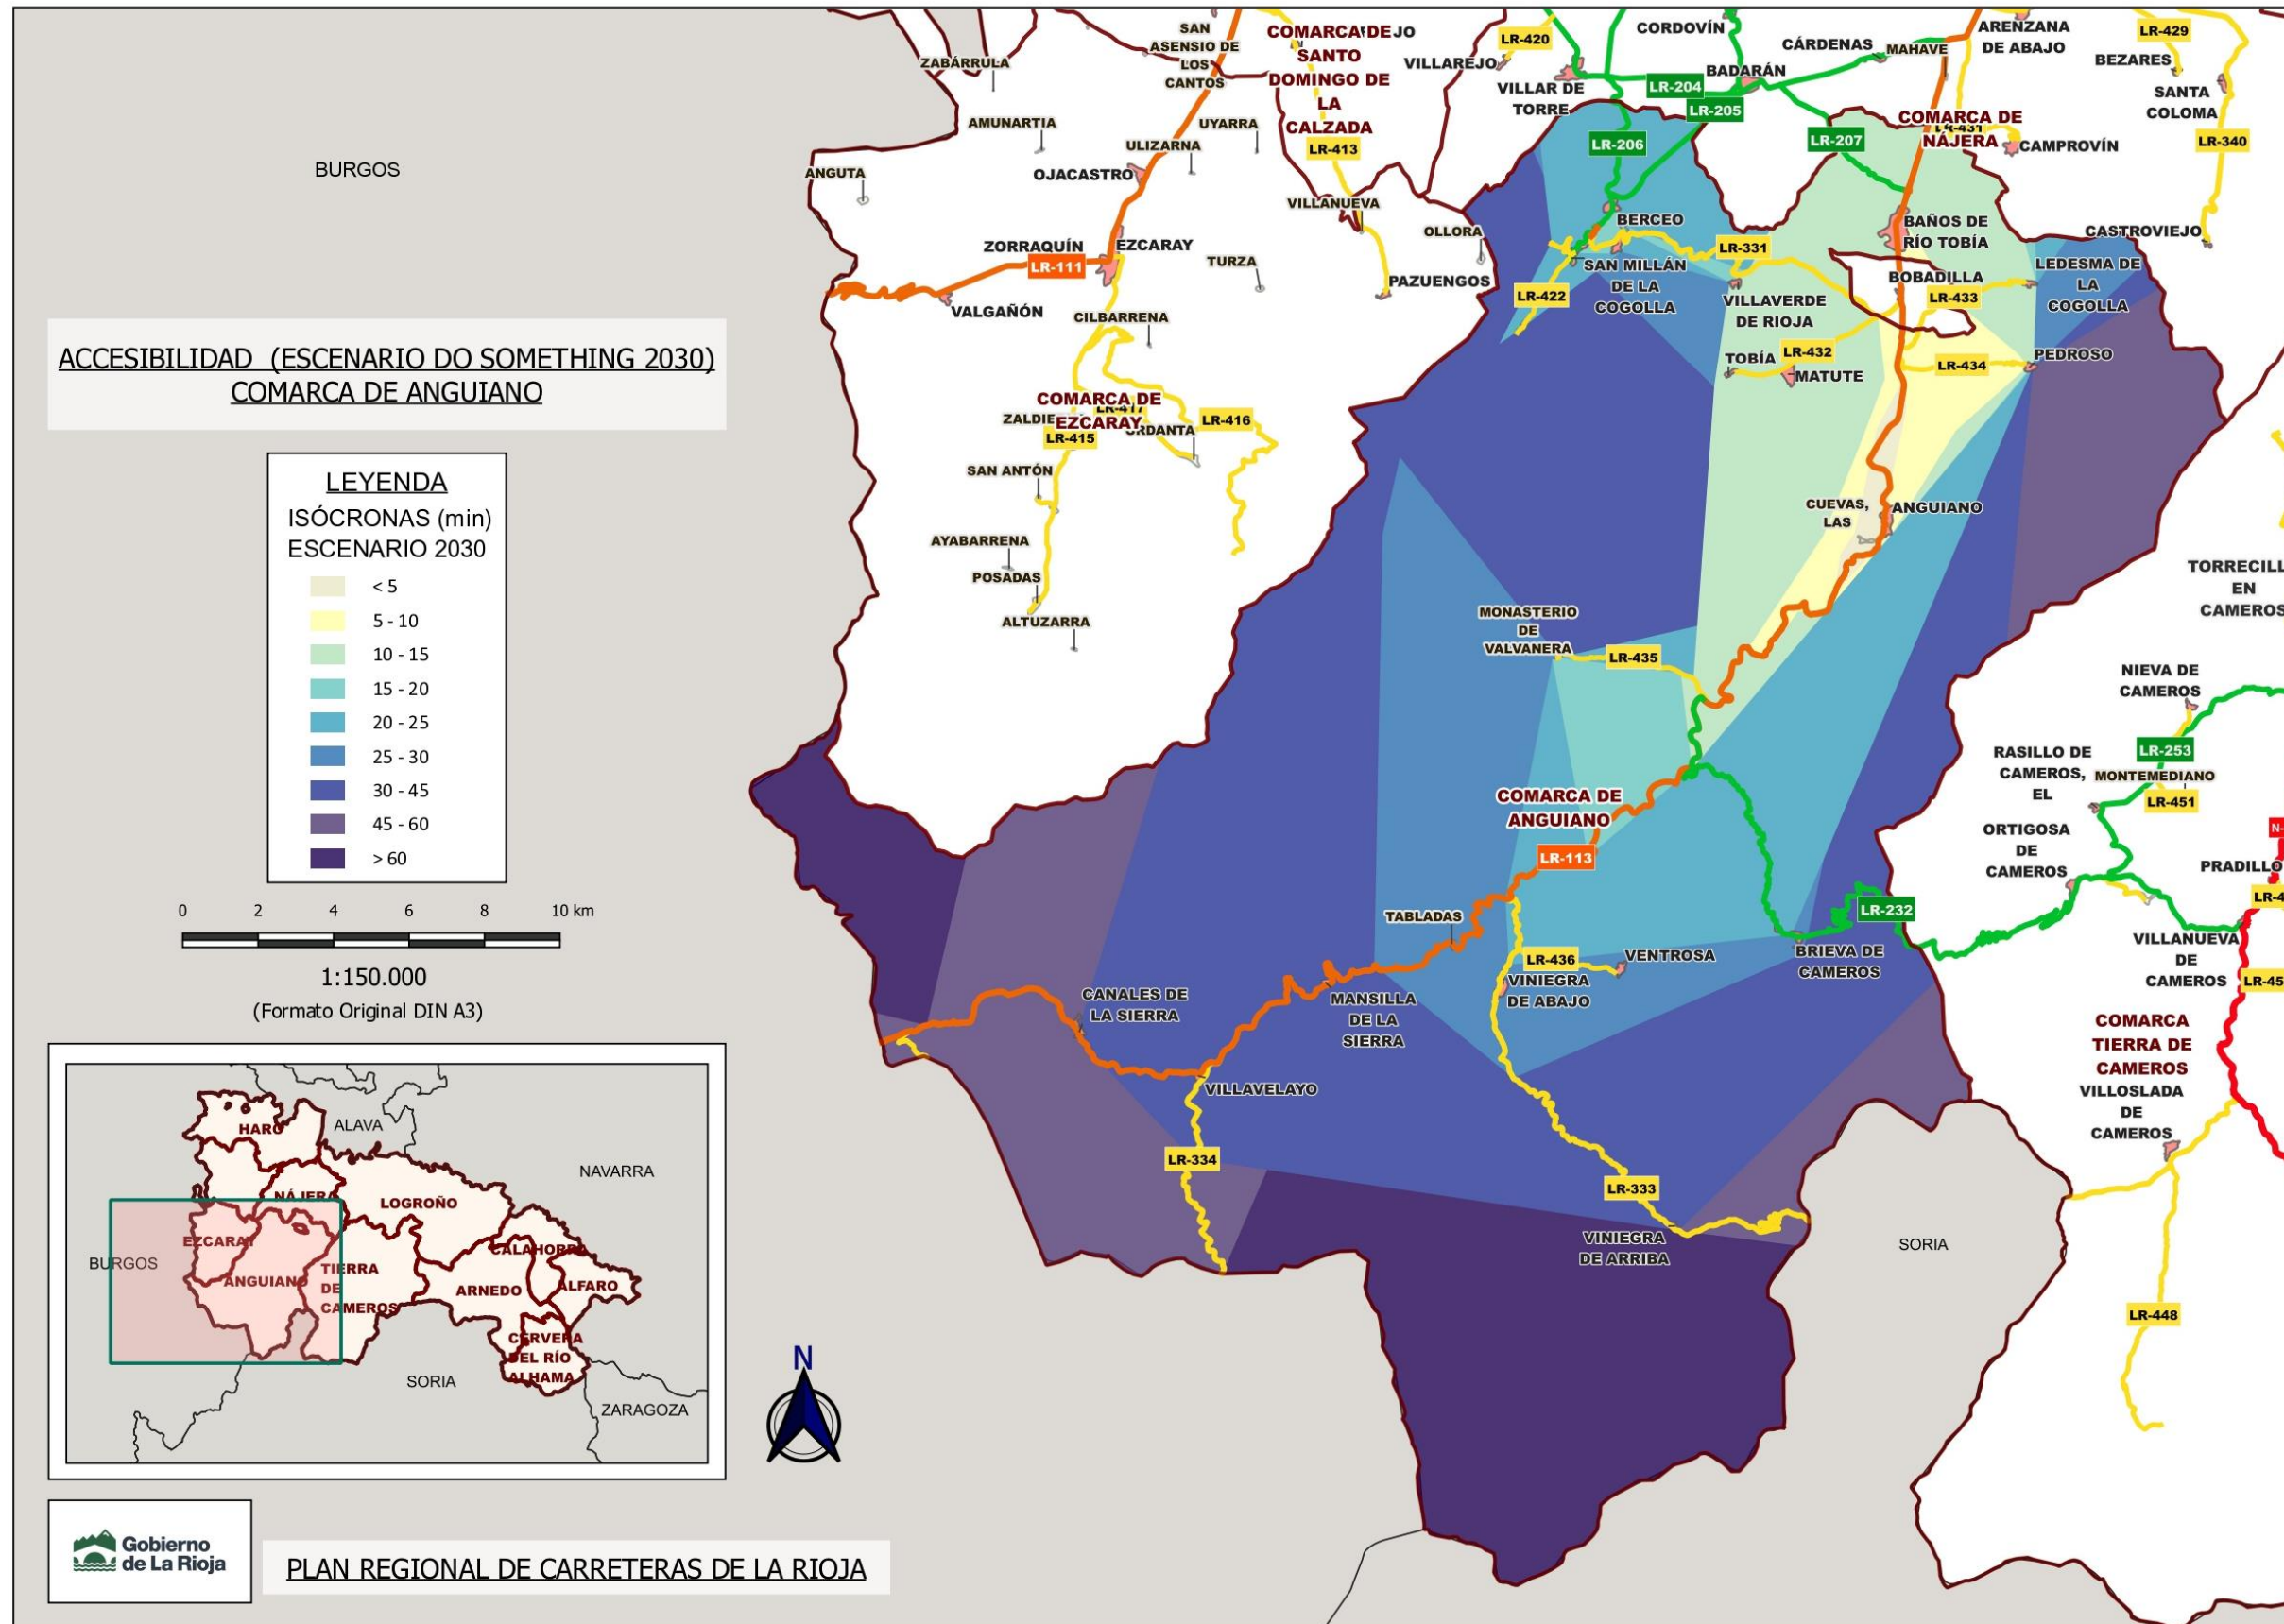 SAN
ASENSIO DE
LOS
CANTOS
COMARCA DE
SANTO
DOMINGO DE
LA
CALZADA
LR-420
CORDOVÍN
ARENZANA
DE ABAJO
LR-429
ZABÁRRULA
VILLAREJO
CÁRDENAS
MAHAVE
BEZARES
VILLAR DE
TORRE
LR-204
BADARÁN
LR-205
SANTA
COLOMA
AMUNARTIA
UYARRA
COMARCA DE
NÁJERA
LR-431
ULIZARNA
LR-413
LR-206
LR-207
CAMPROVÍN
LR-340
BURGOS
ANGUTA
OJACASTRO
VILLANUEVA
BERCEO
BAÑOS DE
RÍO TOBÍA
OLLORA
CASTROVIEJO
ZORRAQUÍN
EZCARAY
LR-331
LR-111
TURZA
SAN MILLÁN
DE LA
COGOLLA
BOBADILLA
LEDESMA DE
LA
COGOLLA
PAZUENGOS
LR-422
LR-433
VALGAÑÓN
VILLAVERDE
DE RIOJA
CILBARRENA
ACCESIBILIDAD (ESCENARIO DO SOMETHING 2030)
COMARCA DE ANGUIANO
TOBÍA
LR-432
LR-434
PEDROSO
MATUTE
COMARCA DE
EZCARAY
LR-417
LR-416
LR-415
SAN ANTÓN
LEYENDA
ISÓCRONAS (min)
ESCENARIO 2030
< 5
5 - 10
10 - 15
15 - 20
20 - 25
25 - 30
30 - 45
45 - 60
> 60
CUEVAS,
LAS
ANGUIANO
AYABARRENA
POSADAS
ALTUZARRA
EN
CAMEROS
MONASTERIO
DE
VALVANERA
LR-435
NIEVA DE
CAMEROS
RASILLO DE
CAMEROS,
EL
LR-253
MONTEMEDIANO
LR-451
COMARCA DE
ANGUIANO
LR-113
ORTIGOSA
DE
CAMEROS
PRADILLO
0 2 4 6 8 10 km
1:150.000
(Formato Original DIN A3)
TABLADAS
LR-232
LR-436
VENTROSA
BRIEVA DE
CAMEROS
VILLANUEVA
DE
CAMEROS
VINIEGRA
DE ABAJO
CANALES DE
LA SIERRA
MANSILLA
DE LA
SIERRA
COMARCA
TIERRA DE
CAMEROS
VILLAVELAYO
VILLOSLADA
DE
CAMEROS
LR-334
LR-333
VINIEGRA
DE ARRIBA
SORIA
LR-448
HARO
ALAVA
NAVARRA
NÁJERA
LOGROÑO
EZCARAY
BURGOS
ANGUIANO
TIERRA
DE
CAMEROS
CALAHORRA
ARNEDO
ALFARO
CERVERA
DEL RÍO
ALHAMA
SORIA
ZARAGOZA
N
Gobierno
de La Rioja
PLAN REGIONAL DE CARRETERAS DE LA RIOJA